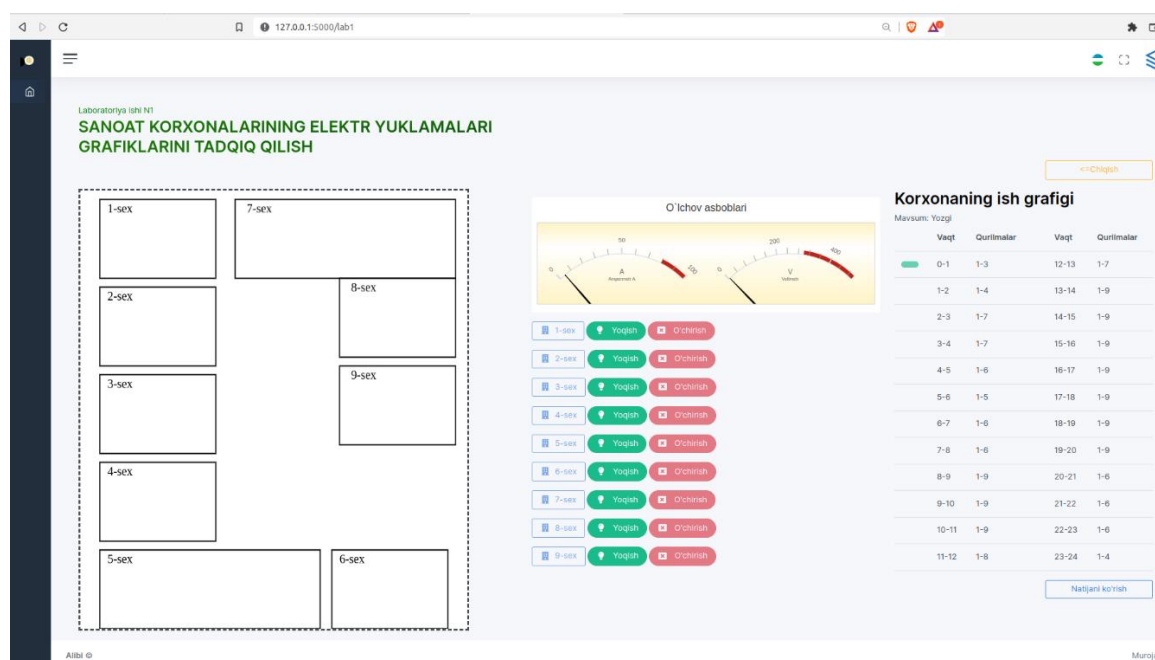 127.0.0.1:5000/lab1
Laboratoriya ishi N1
SANOAT KORXONALARINING ELEKTR YUKLAMALARI
GRAFIKLARINI TADQIQ QILISH
<=Chiqish
1-sex
7-sex
2-sex
8-sex
3-sex
9-sex
4-sex
5-sex
6-sex
O`lchov asboblari
0 50 100
A
Ampermetr A
0 200 400
V
Voltmetr
1-sex Yoqish O'chirish
2-sex Yoqish O'chirish
3-sex Yoqish O'chirish
4-sex Yoqish O'chirish
5-sex Yoqish O'chirish
6-sex Yoqish O'chirish
7-sex Yoqish O'chirish
8-sex Yoqish O'chirish
9-sex Yoqish O'chirish
Korxonaning ish grafigi
Mavsum: Yozgi
Vaqt Qurilmalar Vaqt Qurilmalar
0-1 1-3 12-13 1-7
1-2 1-4 13-14 1-9
2-3 1-7 14-15 1-9
3-4 1-7 15-16 1-9
4-5 1-6 16-17 1-9
5-6 1-5 17-18 1-9
6-7 1-6 18-19 1-9
7-8 1-6 19-20 1-9
8-9 1-9 20-21 1-6
9-10 1-9 21-22 1-6
10-11 1-9 22-23 1-6
11-12 1-8 23-24 1-4
Natijani ko'rish
Alibi ©